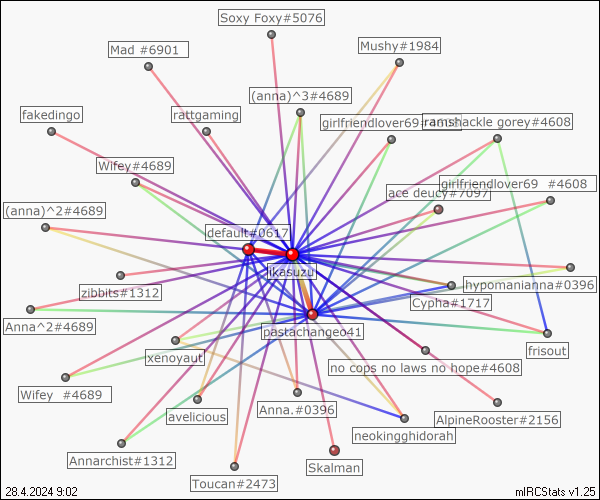 Soxy Foxy#5076
Mad #6901
Mushy#1984
(anna)^3#4689
fakedingo
rattgaming
girlfriendlover69
ramshackle gorey#4608
Wifey#4689
girlfriendlover69 #4608
ace deucy#7097
(anna)^2#4689
default#0617
ikasuzu
zibbits#1312
hypomanianna#0396
Cypha#1717
Anna^2#4689
pastachangeo41
frisout
xenoyaut
no cops no laws no hope#4608
Wifey #4689
avelicious
Anna.#0396
AlpineRooster#2156
neokingghidorah
Annarchist#1312
Skalman
Toucan#2473
28.4.2024 9:02
mIRCStats v1.25